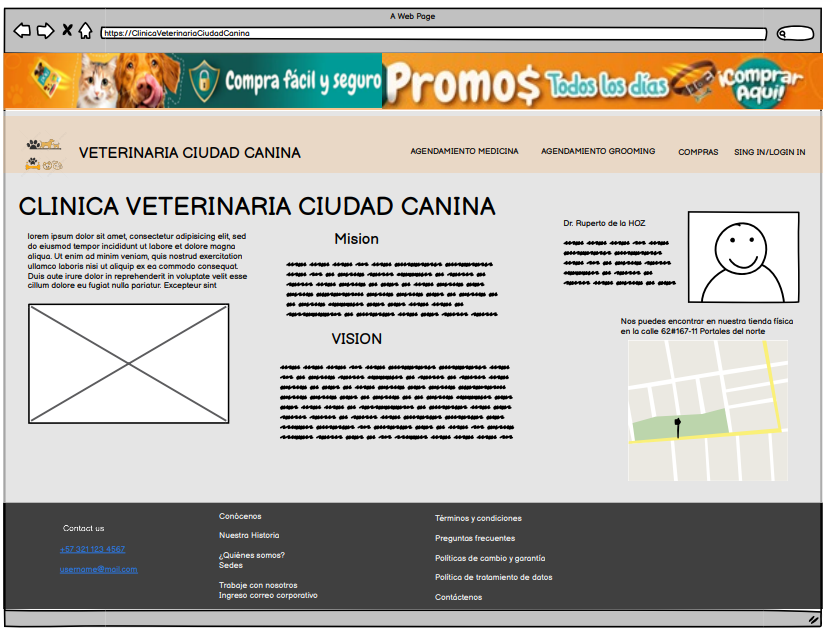 A Web Page
https://ClinicaVeterinariaCiudadCanina
Compra fácil y seguro
Promo$ Todos los días
¡Comprar
Aquí!
VETERINARIA CIUDAD CANINA
AGENDAMIENTO MEDICINA
AGENDAMIENTO GROOMING
COMPRAS
SING IN/LOGIN IN
CLINICA VETERINARIA CIUDAD CANINA
lorem ipsum dolor sit amet, consectetur adipisicing elit, sed
do eiusmod tempor incididunt ut labore et dolore magna
aliqua. Ut enim ad minim veniam, quis nostrud exercitation
ullamco laboris nisi ut aliquip ex ea commodo consequat.
Duis aute irure dolor in reprehenderit in voluptate velit esse
cillum dolore eu fugiat nulla pariatur. Excepteur sint
Mision
VISION
Dr. Ruperto de la HOZ
Nos puedes encontrar en nuestra tienda física
en la calle 62#167-11 Portales del norte
Contact us
+57 321 123 4567
username@mail.com
Conócenos
Nuestra Historia
¿Quiénes somos?
Sedes
Trabaje con nosotros
Ingreso correo corporativo
Términos y condiciones
Preguntas frecuentes
Políticas de cambio y garantía
Política de tratamiento de datos
Contáctenos